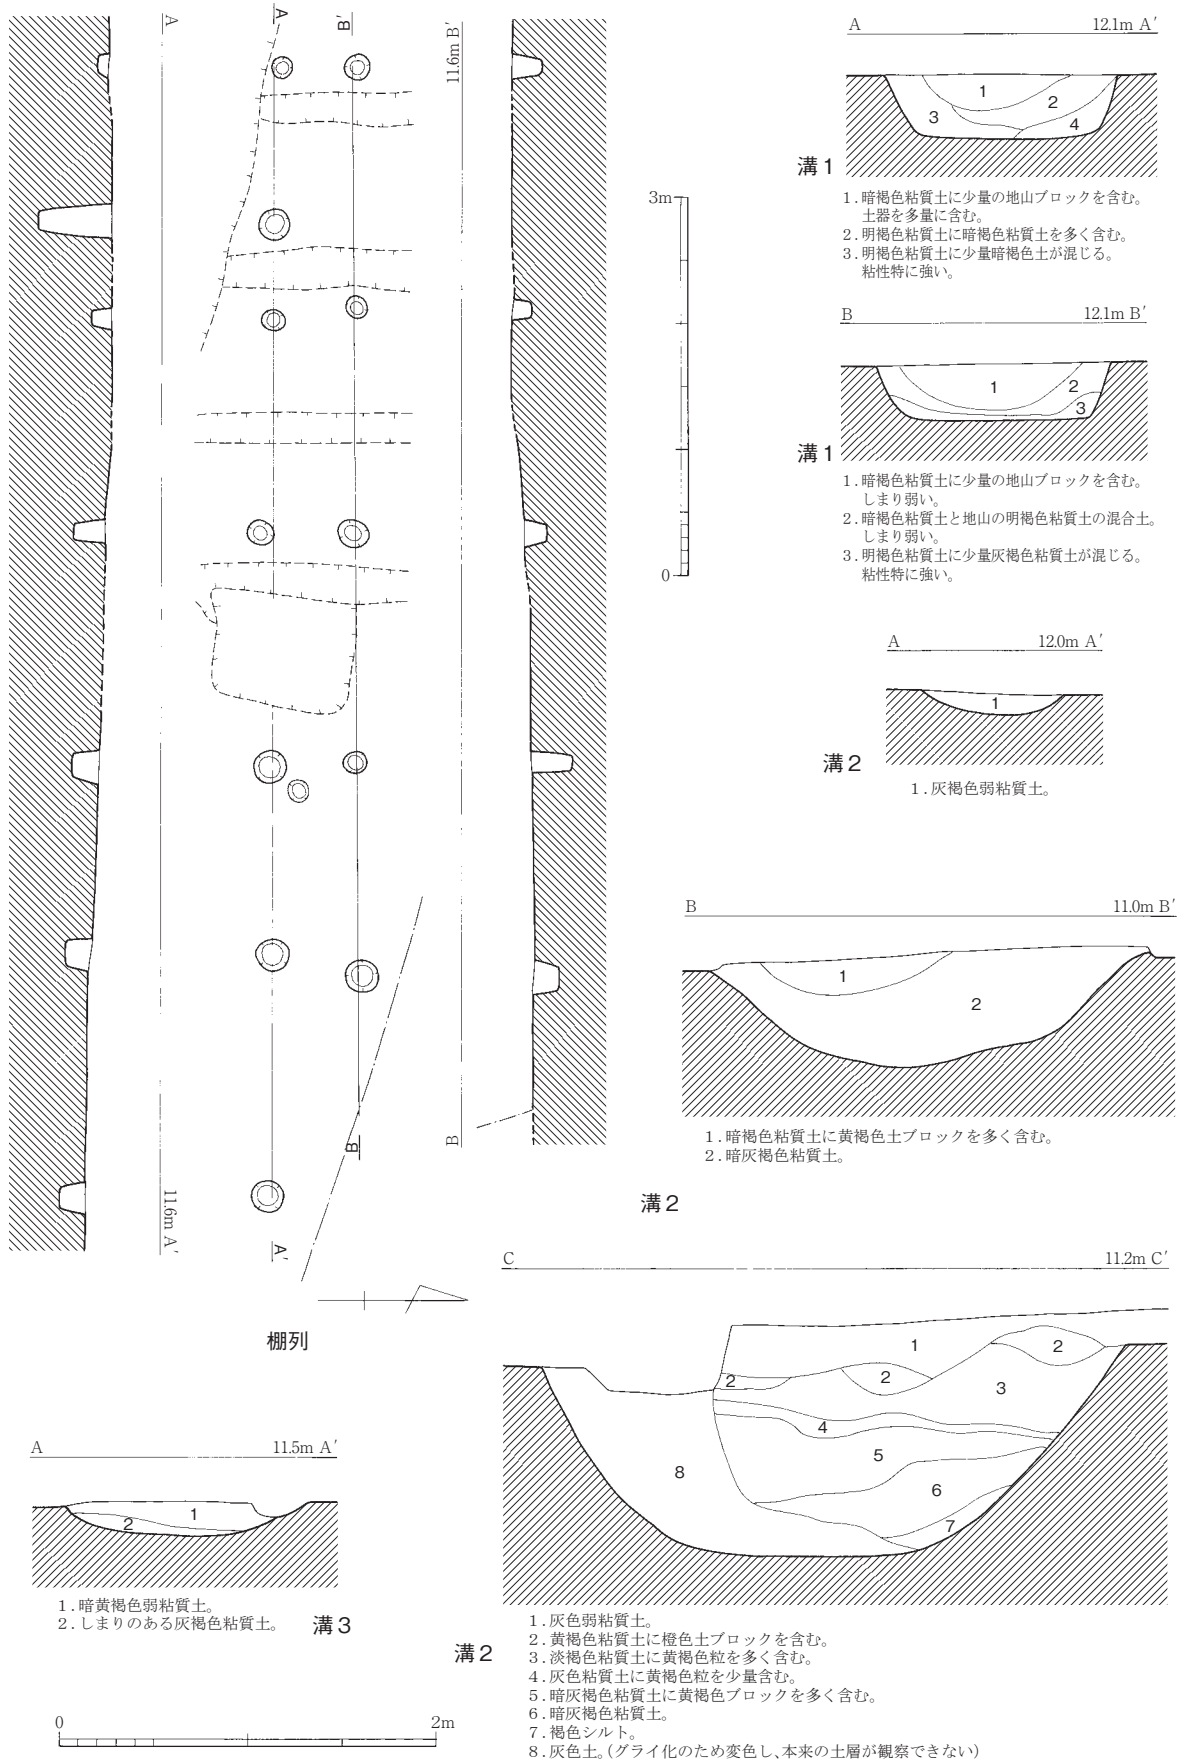 A
A
B′
11.6m B′
A
11.6m A′
A′
B
B
棚列
3m
0
A 12.1m A′
1
2
3
4
溝1
1.暗褐色粘質土に少量の地山ブロックを含む。
土器を多量に含む。
2.明褐色粘質土に暗褐色粘質土を多く含む。
3.明褐色粘質土に少量暗褐色土が混じる。
粘性特に強い。
B 12.1m B′
1
2
3
溝1
1.暗褐色粘質土に少量の地山ブロックを含む。
しまり弱い。
2.暗褐色粘質土と地山の明褐色粘質土の混合土。
しまり弱い。
3.明褐色粘質土に少量灰褐色粘質土が混じる。
粘性特に強い。
A 12.0m A′
1
溝2
1.灰褐色弱粘質土。
B 11.0m B′
1
2
1.暗褐色粘質土に黄褐色土ブロックを多く含む。
2.暗灰褐色粘質土。
溝2
C 11.2m C′
1
2
2
2
3
4
5
6
7
8
溝2
1.灰色弱粘質土。
2.黄褐色粘質土に橙色土ブロックを含む。
3.淡褐色粘質土に黄褐色粒を多く含む。
4.灰色粘質土に黄褐色粒を少量含む。
5.暗灰褐色粘質土に黄褐色ブロックを多く含む。
6.暗灰褐色粘質土。
7.褐色シルト。
8.灰色土。(グライ化のため変色し、本来の土層が観察できない)
A 11.5m A′
1
2
1.暗黄褐色弱粘質土。
2.しまりのある灰褐色粘質土。
溝3
0 2m